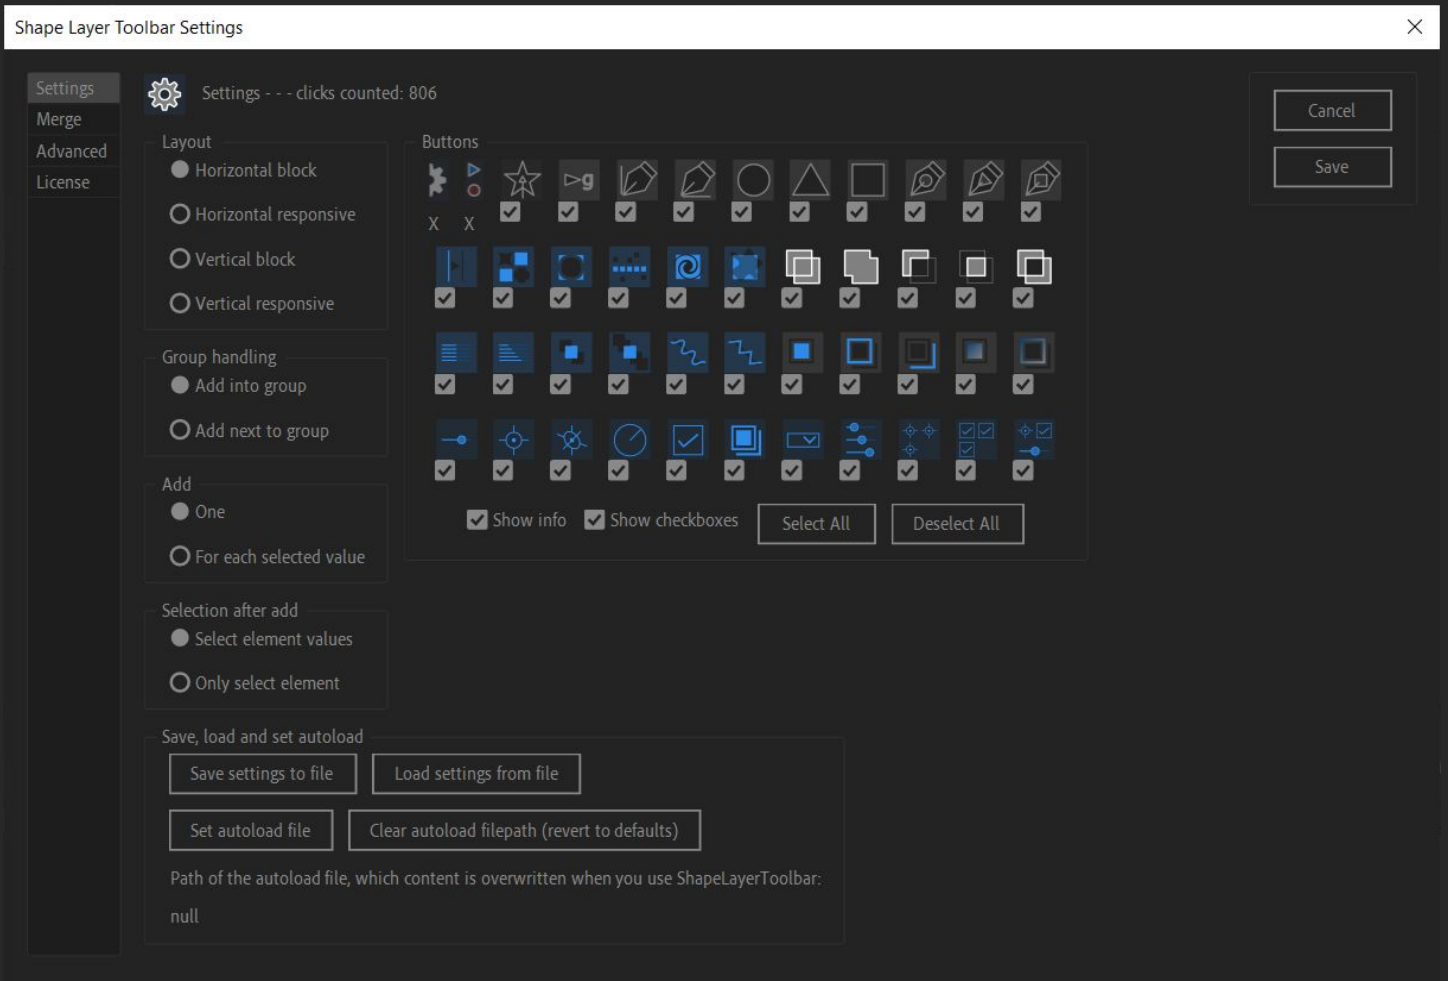 Shape Layer Toolbar Settings
Settings
Merge
Advanced
License
Settings - - - clicks counted: 806
Cancel
Save
Layout
Horizontal block
Horizontal responsive
Vertical block
Vertical responsive
Group handling
Add into group
Add next to group
Add
One
For each selected value
Selection after add
Select element values
Only select element
Buttons
g
X X
Show info Show checkboxes Select All Deselect All
Save, load and set autoload
Save settings to file Load settings from file
Set autoload file Clear autoload filepath (revert to defaults)
Path of the autoload file, which content is overwritten when you use ShapeLayerToolbar:
null